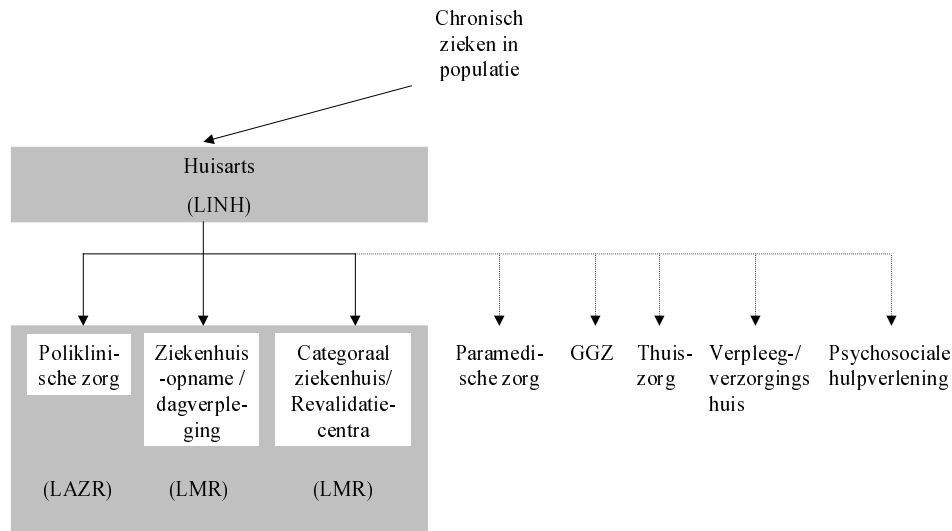 Chronisch
zieken in
populatie
Huisarts
(LINH)
Poliklini-
sche zorg
Ziekenhuis
-opname /
dagverple-
ging
Categoraal
ziekenhuis/
Revalidatie-
centra
Paramedi-
sche zorg
GGZ
Thuis-
zorg
Verpleeg-/
verzorgings
huis
Psychosociale
hulpverlening
(LAZR)
(LMR)
(LMR)